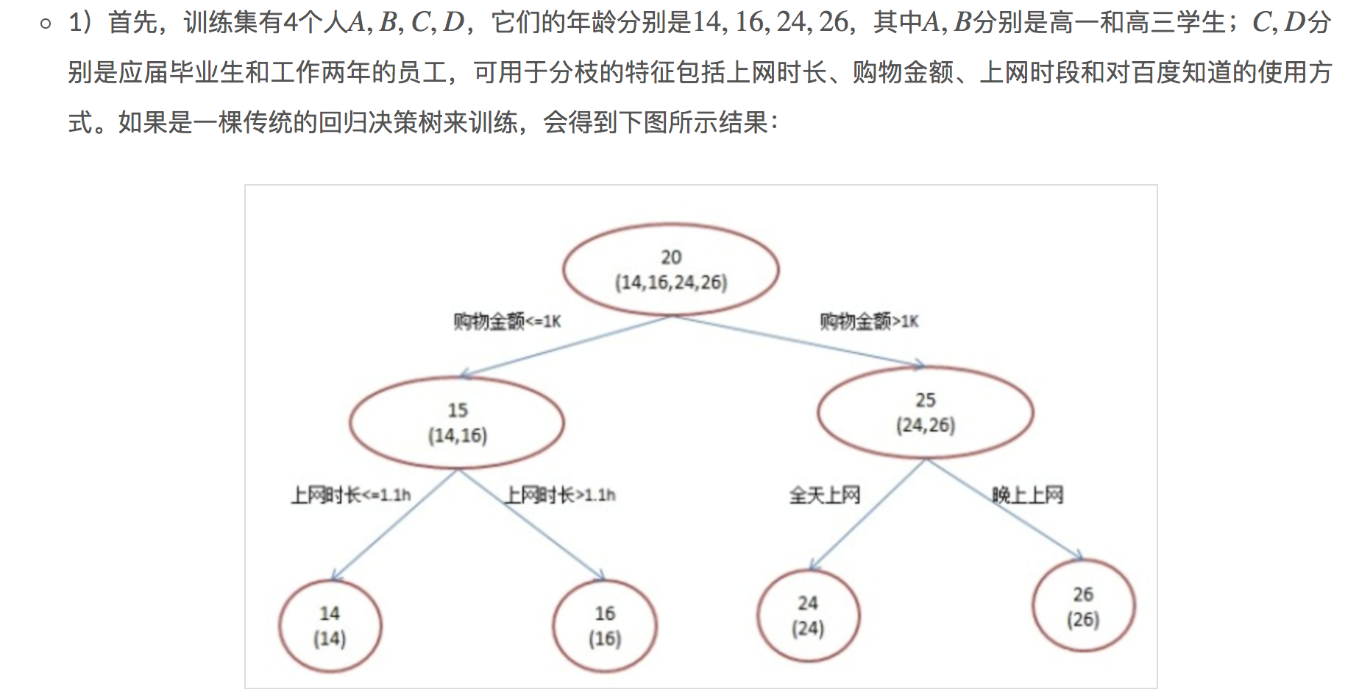 1）首先，训练集有4个人A, B, C, D，它们的年龄分别是14, 16, 24, 26，其中A, B分别是高一和高三学生；C, D分
别是应届毕业生和工作两年的员工，可用于分枝的特征包括上网时长、购物金额、上网时段和对百度知道的使用方
式。如果是一棵传统的回归决策树来训练，会得到下图所示结果：
20
(14,16,24,26)
购物金额<=1K
购物金额>1K
15
(14,16)
25
(24,26)
上网时长<=1.1h
上网时长>1.1h
全天上网
晚上上网
14
(14)
16
(16)
24
(24)
26
(26)